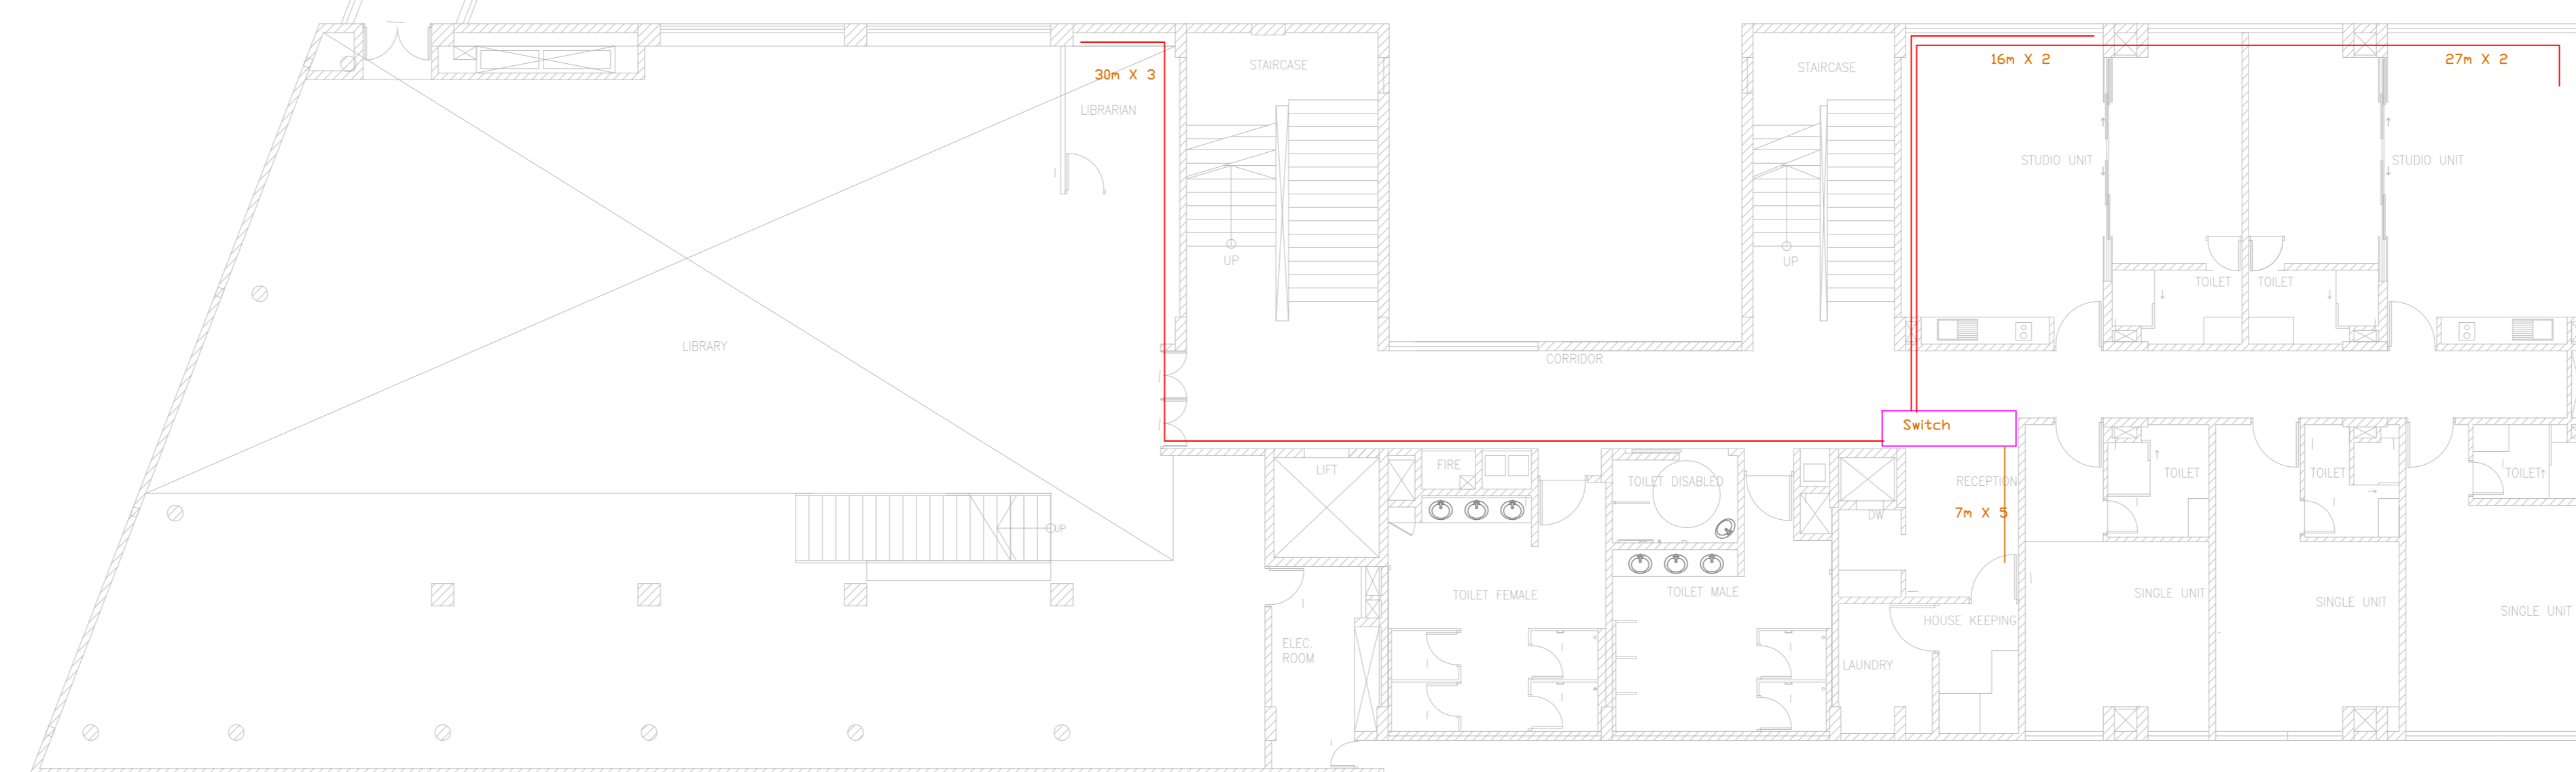 30m X 3
STAIRCASE
STAIRCASE
16m X 2
27m X 2
LIBRARIAN
STUDIO UNIT
STUDIO UNIT
UP
UP
TOILET
TOILET
LIBRARY
CORRIDOR
Switch
LIFT
FIRE
TOILET DISABLED
RECEPTION
TOILET
TOILET
TOILET
7m X 5
DW
UP
TOILET FEMALE
TOILET MALE
SINGLE UNIT
SINGLE UNIT
SINGLE UNIT
HOUSE KEEPING
ELEC.
ROOM
LAUNDRY